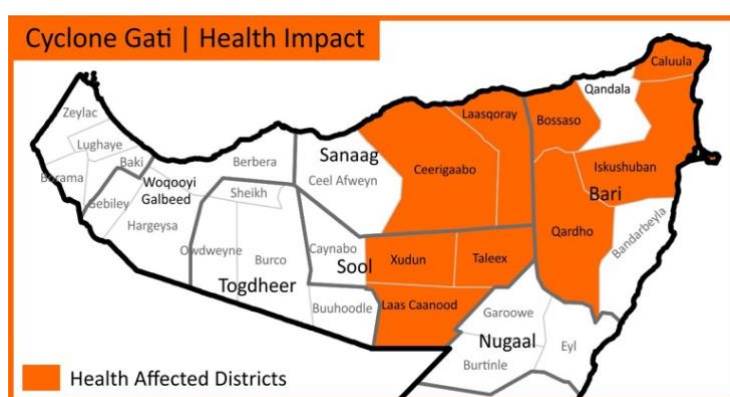 Cyclone Gati | Health Impact
Caluula
Qandala
Zeylac
Laasqoray
Bossaso
Lughaye
Baki
Berbera
Sanaag
Ceerigaabo
Iskushuban
Borama
Woqooyi
Galbeed
Ceel Afweyn
Sheikh
Bari
Gebiley
Hargeysa
Qardho
Bandarbeyla
Owdweyne
Burco
Caynabo
Sool
Xudun
Taleex
Togdheer
Buuhoodle
Laas Caanood
Garoowe
Nugaal
Eyl
Burtinle
Health Affected Districts